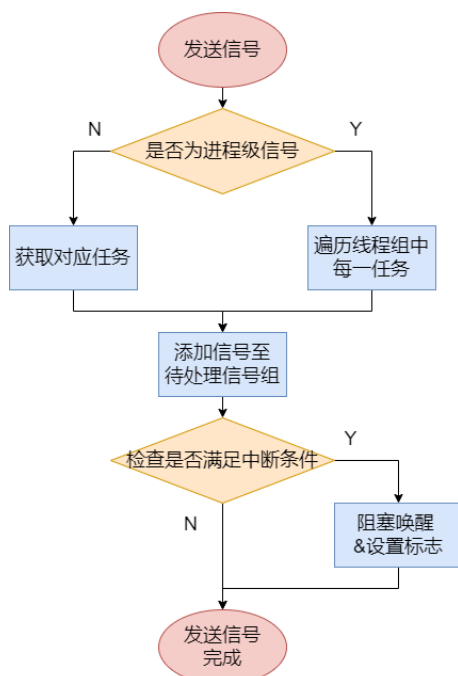 发送信号
N
Y
是否为进程级信号
获取对应任务
遍历线程组中
每一任务
添加信号至
待处理信号组
检查是否满足中断条件
Y
N
阻塞唤醒
&设置标志
发送信号
完成